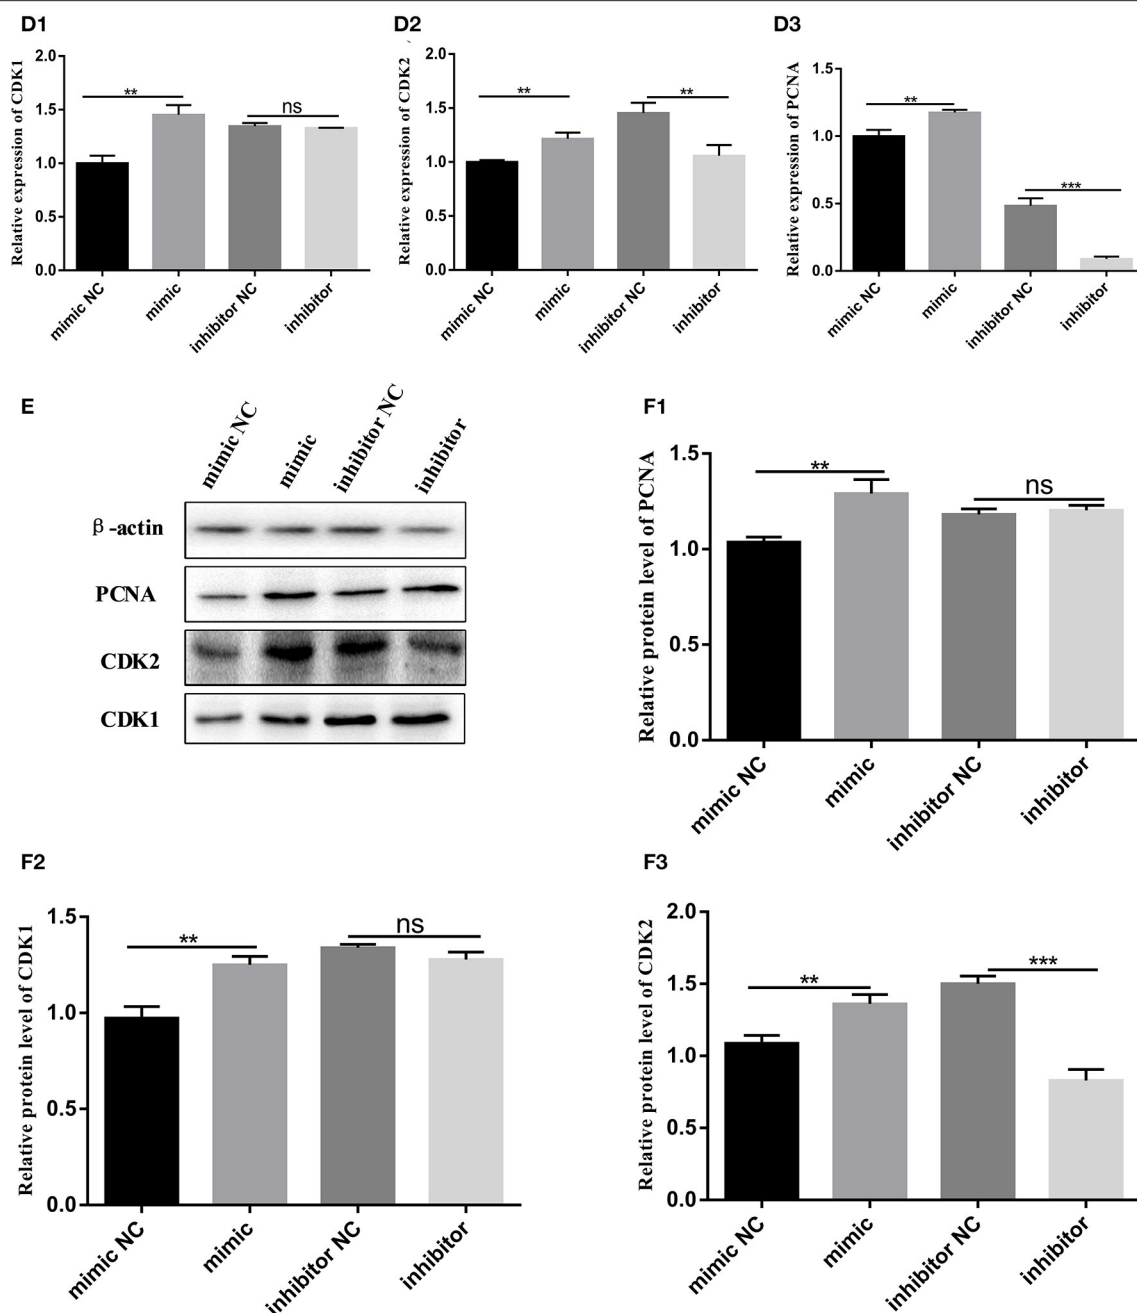 D1
D2
D3
Relative expression of CDK1
2.0
1.5
1.0
0.5
0.0
**
ns
mimic NC
mimic
inhibitor NC
inhibitor
Relative expression of CDK2
2.0
1.5
1.0
0.5
0.0
**
**
mimic NC
mimic
inhibitor NC
inhibitor
Relative expression of PCNA
1.5
1.0
0.5
0.0
**
***
mimic NC
mimic
inhibitor NC
inhibitor
E
mimic NC
mimic
inhibitor NC
inhibitor
β-actin
PCNA
CDK2
CDK1
F1
Relative protein level of PCNA
1.5
1.0
0.5
0.0
**
ns
mimic NC
mimic
inhibitor NC
inhibitor
F2
Relative protein level of CDK1
1.5
1.0
0.5
0.0
**
ns
mimic NC
mimic
inhibitor NC
inhibitor
F3
Relative protein level of CDK2
2.0
1.5
1.0
0.5
0.0
**
***
mimic NC
mimic
inhibitor NC
inhibitor